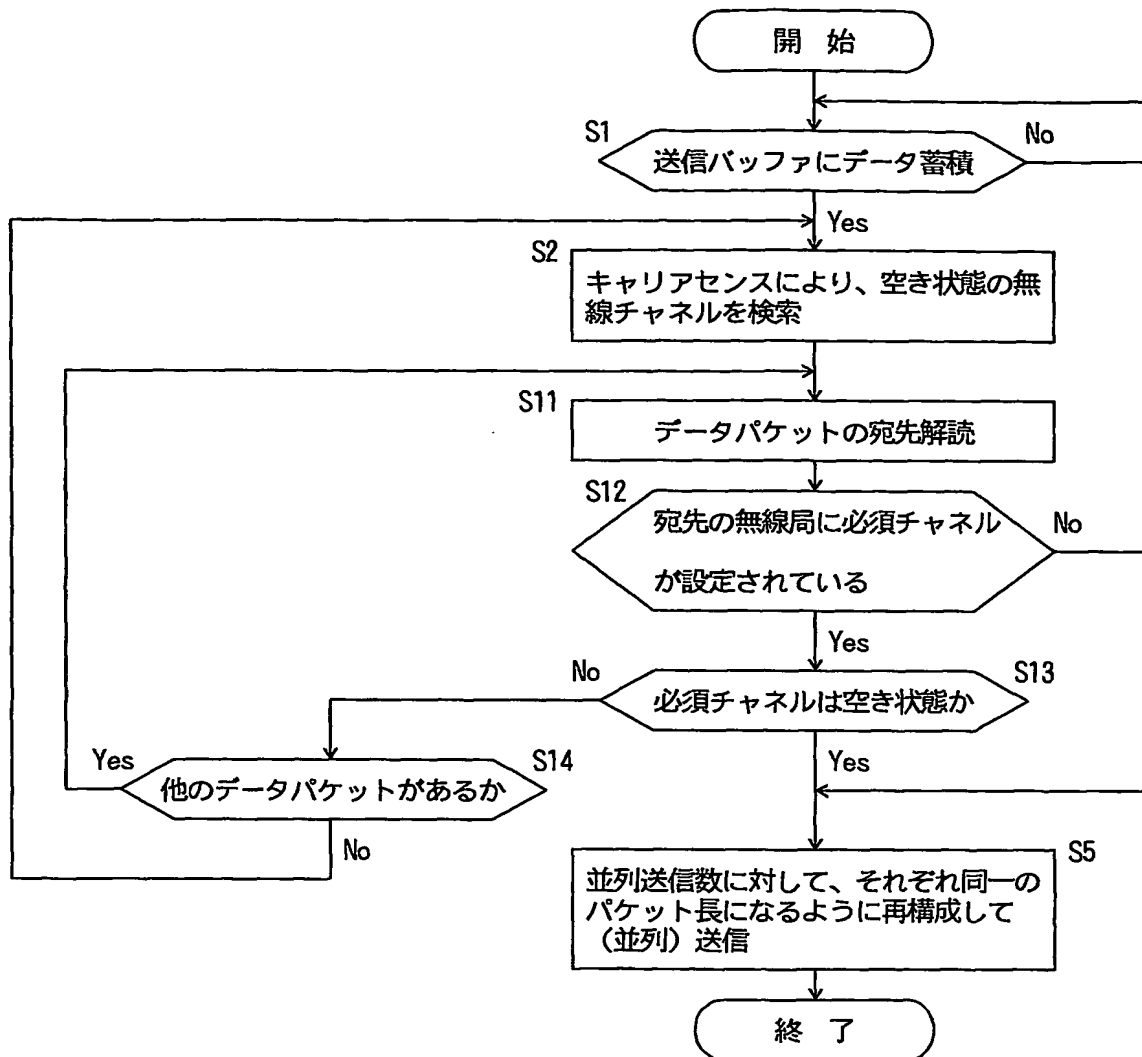 開 始
S1
送信バッファにデータ蓄積
No
Yes
S2
キャリアセンスにより、空き状態の無
線チャネルを検索
S11
データパケットの宛先解読
S12
宛先の無線局に必須チャネル
が設定されている
No
Yes
No
必須チャネルは空き状態か
S13
Yes
Yes
他のデータパケットがあるか
S14
No
S5
並列送信数に対して、それぞれ同一の
パケット長になるように再構成して
（並列）送信
終 了